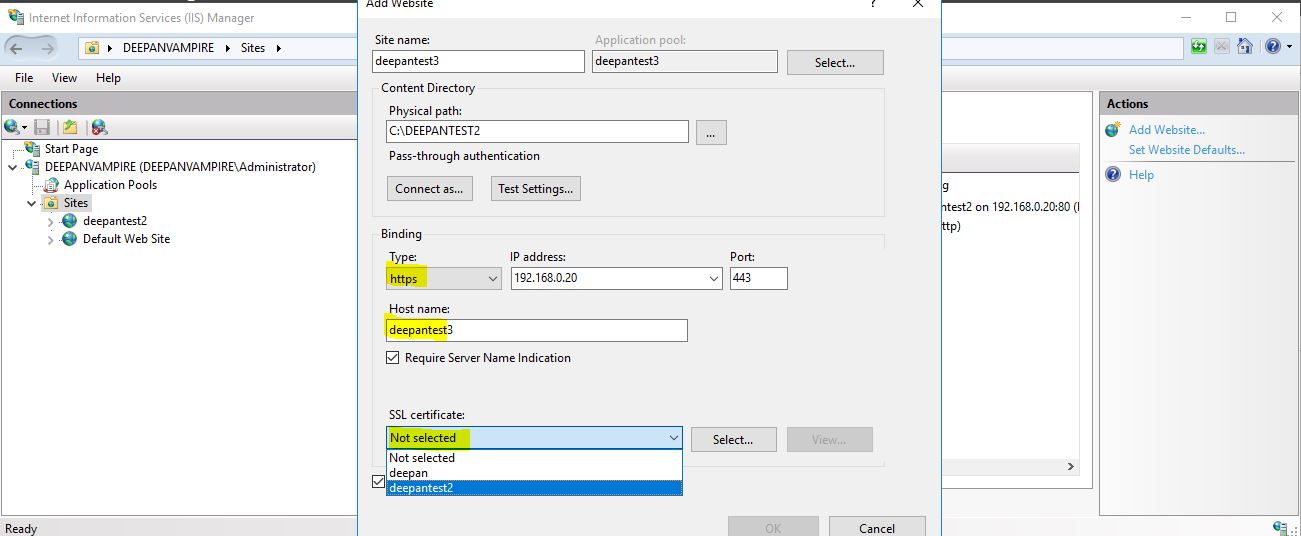 Add Website
?
Internet Information Services (IIS) Manager
DEEPANVAMPIRE
Sites
File View Help
Connections
Start Page
DEEPANVAMPIRE (DEEPANVAMPIRE\Administrator)
Application Pools
Sites
deepantest2
Default Web Site
Site name:
Application pool:
deepantest3
deepantest3
Select...
Content Directory
Physical path:
C:\DEEPANTEST2
...
Pass-through authentication
Connect as...
Test Settings...
Binding
Type:
IP address:
Port:
https
192.168.0.20
443
Host name:
deepantest3
Require Server Name Indication
SSL certificate:
Not selected
Select...
View...
Not selected
deepan
deepantest2
OK
Cancel
ntest2 on 192.168.0.20:80 (
ttp)
Actions
Add Website...
Set Website Defaults...
Help
Ready